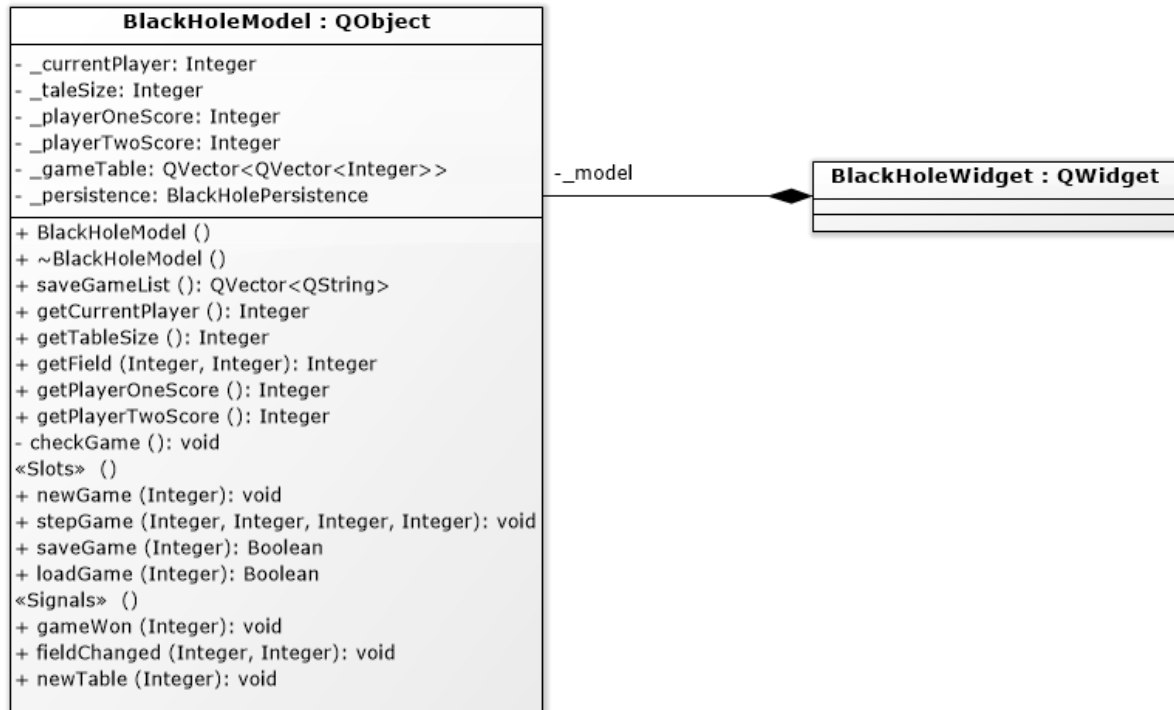 BlackHoleModel : QObject
- _currentPlayer: Integer
- _taleSize: Integer
- _playerOneScore: Integer
- _playerTwoScore: Integer
- _gameTable: QVector<QVector<Integer>>
- _persistence: BlackHolePersistence
+ BlackHoleModel ()
+ ~BlackHoleModel ()
+ saveGameList (): QVector<QString>
+ getCurrentPlayer (): Integer
+ getTableSize (): Integer
+ getField (Integer, Integer): Integer
+ getPlayerOneScore (): Integer
+ getPlayerTwoScore (): Integer
- checkGame (): void
«Slots» ()
+ newGame (Integer): void
+ stepGame (Integer, Integer, Integer, Integer): void
+ saveGame (Integer): Boolean
+ loadGame (Integer): Boolean
«Signals» ()
+ gameWon (Integer): void
+ fieldChanged (Integer, Integer): void
+ newTable (Integer): void
-_model
BlackHoleWidget : QWidget